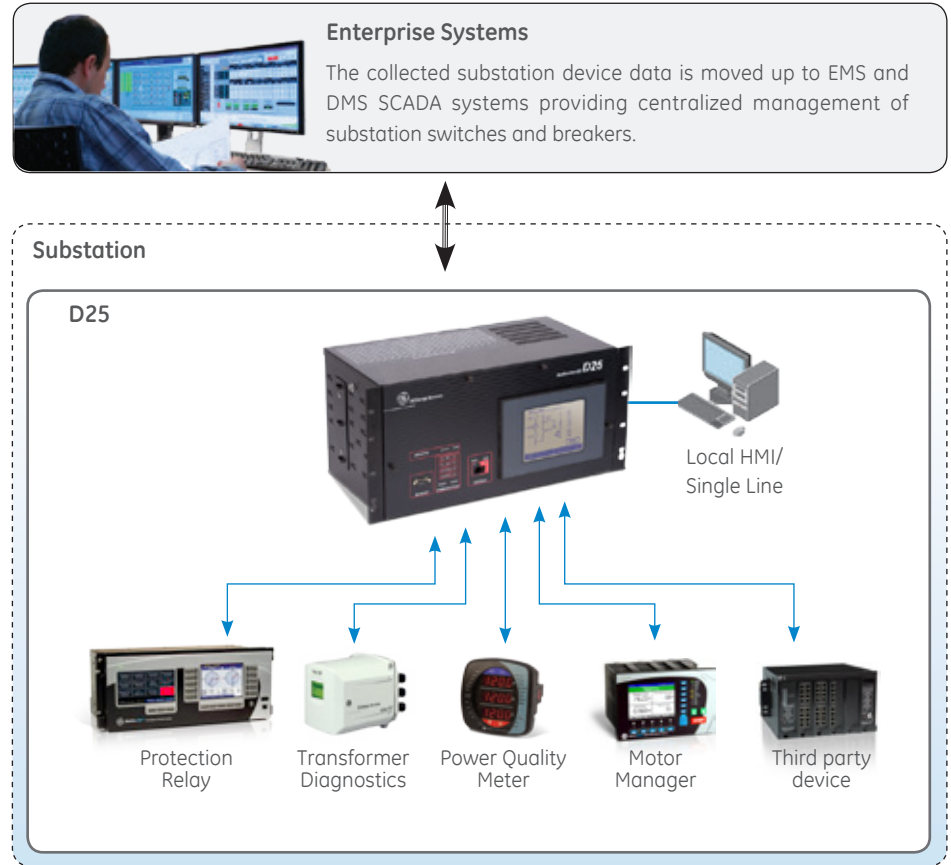 Enterprise Systems
The collected substation device data is moved up to EMS and
DMS SCADA systems providing centralized management of
substation switches and breakers.
Substation
D25
D25
Local HMI/
Single Line
Protection
Relay
Transformer
Diagnostics
Power Quality
Meter
Motor
Manager
Third party
device